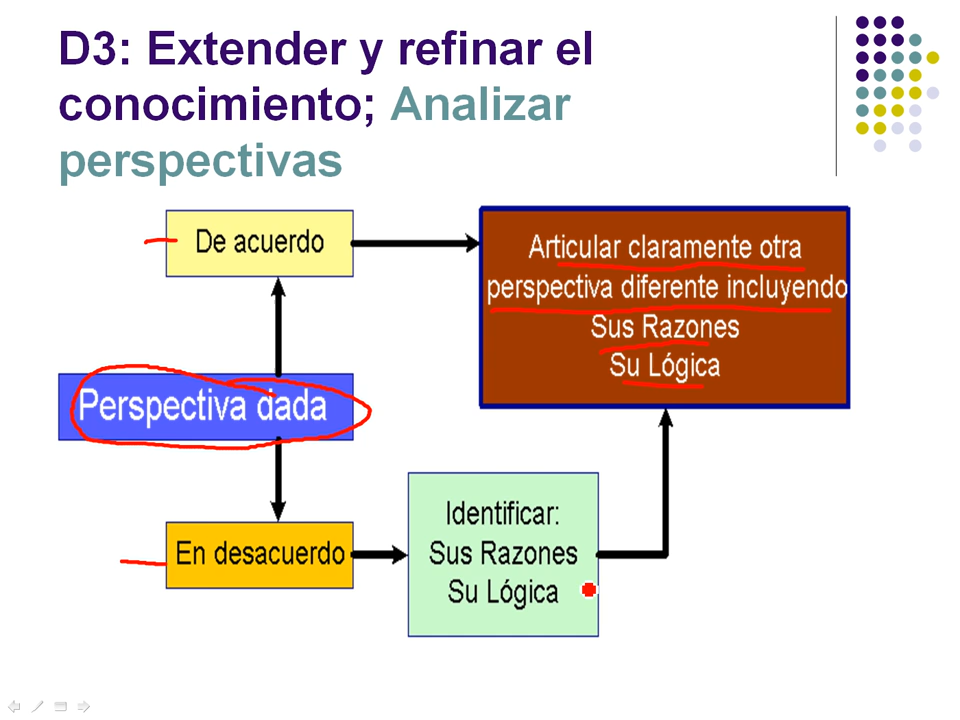 D3: Extender y refinar el
conocimiento; Analizar
perspectivas
De acuerdo
Articular claramente otra
perspectiva diferente incluyendo
Sus Razones
Su Lógica
Perspectiva dada
En desacuerdo
Identificar:
Sus Razones
Su Lógica